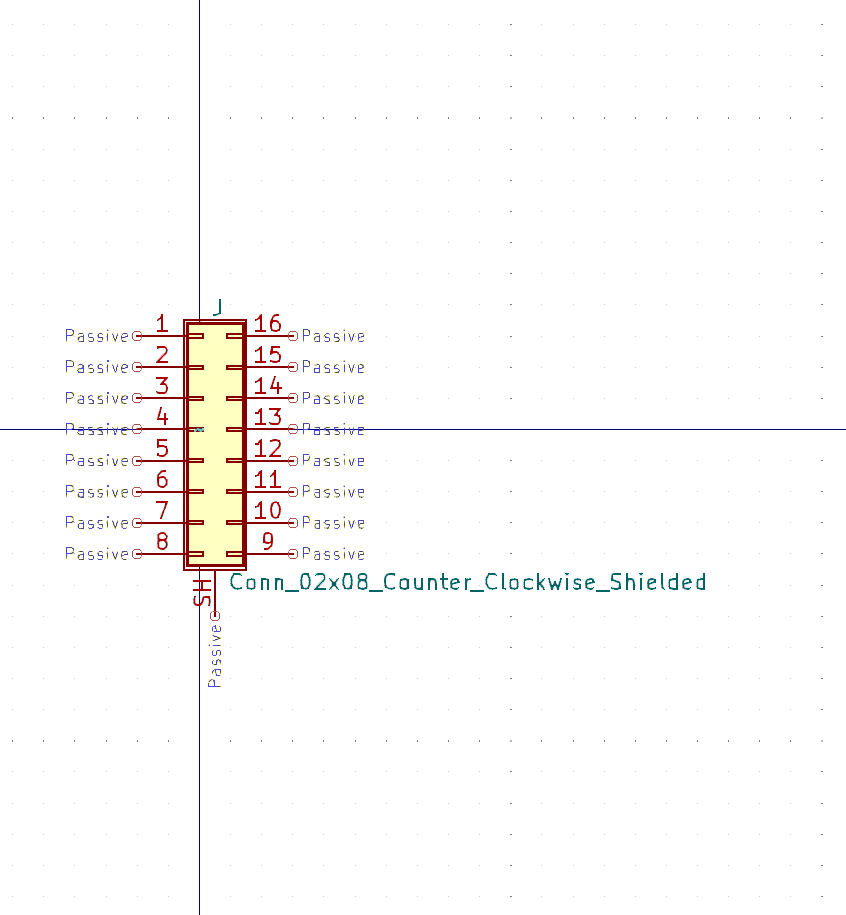 J
Passive 1 16 Passive
Passive 2 15 Passive
Passive 3 14 Passive
Passive 4 13 Passive
Passive 5 12 Passive
Passive 6 11 Passive
Passive 7 10 Passive
Passive 8 9 Passive
SH
Conn_02x08_Counter_Clockwise_Shielded
Passive